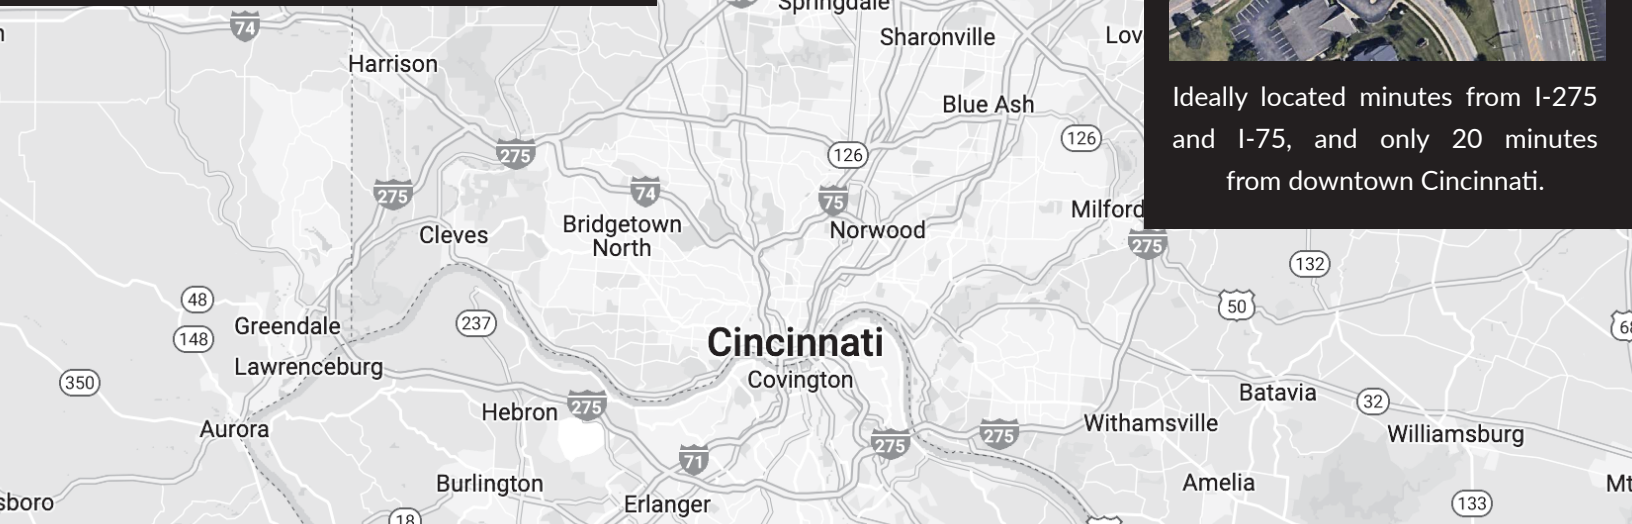 Springdale
74
Sharonville
Harrison
Blue Ash
Ideally located minutes from I-275
and I-75, and only 20 minutes
from downtown Cincinnati.
126
126
275
74
275
75
Milford
Bridgetown
North
Norwood
Cleves
275
132
48
50
237
Greendale
148
Cincinnati
Lawrenceburg
Covington
350
Batavia
32
275
Hebron
Aurora
Withamsville
275
275
Williamsburg
71
Burlington
Amelia
Erlanger
133
18